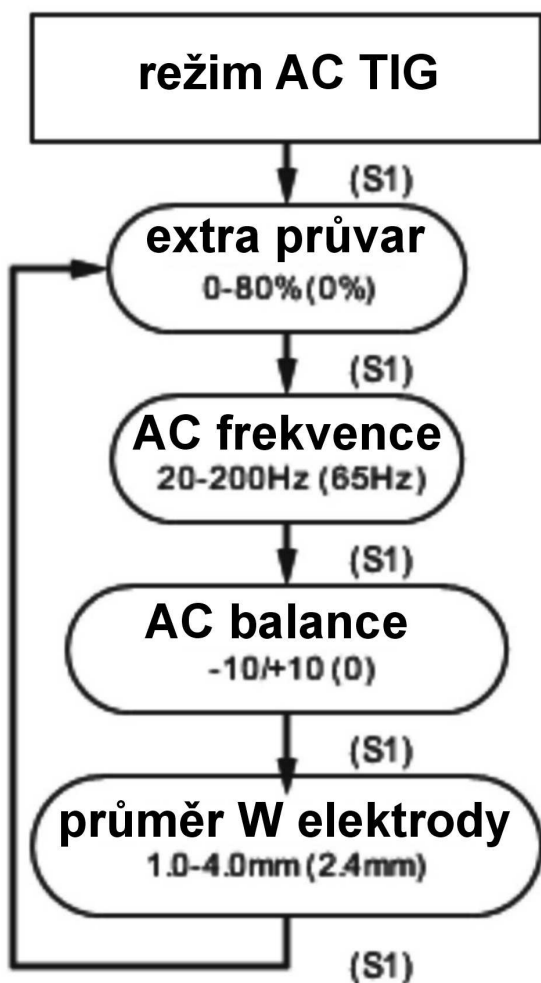 režim AC TIG
(S1)
extra průvar
0-80%(0%)
(S1)
AC frekvence
20-200Hz (65Hz)
(S1)
AC balance
-10/+10 (0)
(S1)
průměr W elektrody
1.0-4.0mm (2.4mm)
(S1)